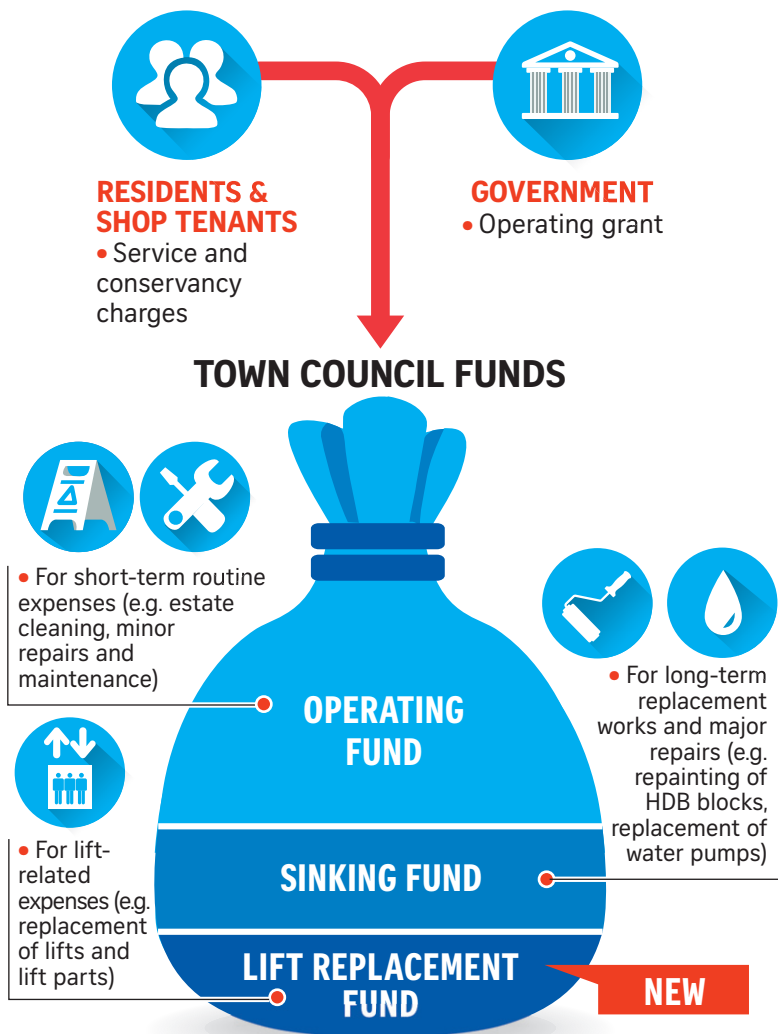 RESIDENTS &
SHOP TENANTS
• Service and
conservancy
charges
GOVERNMENT
• Operating grant
TOWN COUNCIL FUNDS
• For short-term routine
expenses (e.g. estate
cleaning, minor
repairs and
maintenance)
OPERATING
FUND
• For long-term
replacement
works and major
repairs (e.g.
repainting of
HDB blocks,
replacement of
water pumps)
SINKING FUND
• For lift-
related
expenses (e.g.
replacement
of lifts and
lift parts)
LIFT REPLACEMENT
FUND
NEW